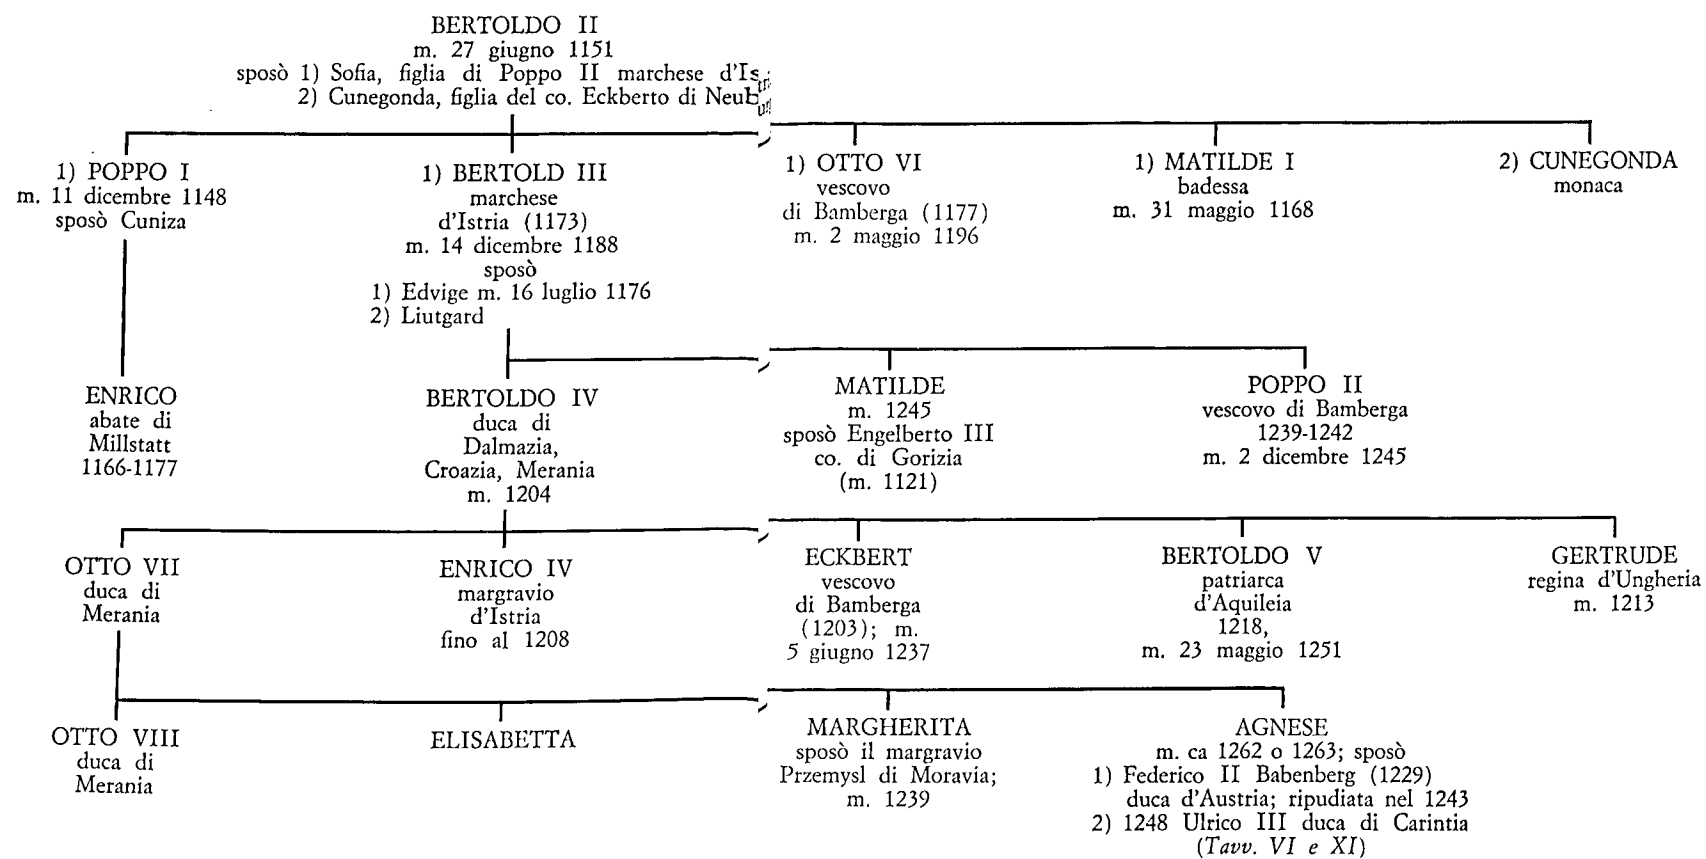 BERTOLDO II
m. 27 giugno 1151
sposò 1) Sofia, figlia di Poppo II marchese d'Istri
2) Cunegonda, figlia del co. Eckberto di Neuburg
1) POPPO I
m. 11 dicembre 1148
sposò Cuniza
1) BERTOLD III
marchese
d'Istria (1173)
m. 14 dicembre 1188
sposò
1) Edvige m. 16 luglio 1176
2) Liutgard
1) OTTO VI
vescovo
di Bamberga (1177)
m. 2 maggio 1196
1) MATILDE I
badessa
m. 31 maggio 1168
2) CUNEGONDA
monaca
ENRICO
abate di
Millstatt
1166-1177
BERTOLDO IV
duca di
Dalmazia,
Croazia, Merania
m. 1204
MATILDE
m. 1245
sposò Engelberto III
co. di Gorizia
(m. 1121)
POPPO II
vescovo di Bamberga
1239-1242
m. 2 dicembre 1245
OTTO VII
duca di
Merania
ENRICO IV
margravio
d'Istria
fino al 1208
ECKBERT
vescovo
di Bamberga
(1203); m.
5 giugno 1237
BERTOLDO V
patriarca
d'Aquileia
1218,
m. 23 maggio 1251
GERTRUDE
regina d'Ungheria
m. 1213
OTTO VIII
duca di
Merania
ELISABETTA
MARGHERITA
sposò il margravio
Przemysl di Moravia;
m. 1239
AGNESE
m. ca 1262 o 1263; sposò
1) Federico II Babenberg (1229)
duca d'Austria; ripudiata nel 1243
2) 1248 Ulrico III duca di Carintia
(Tavv. VI e XI)